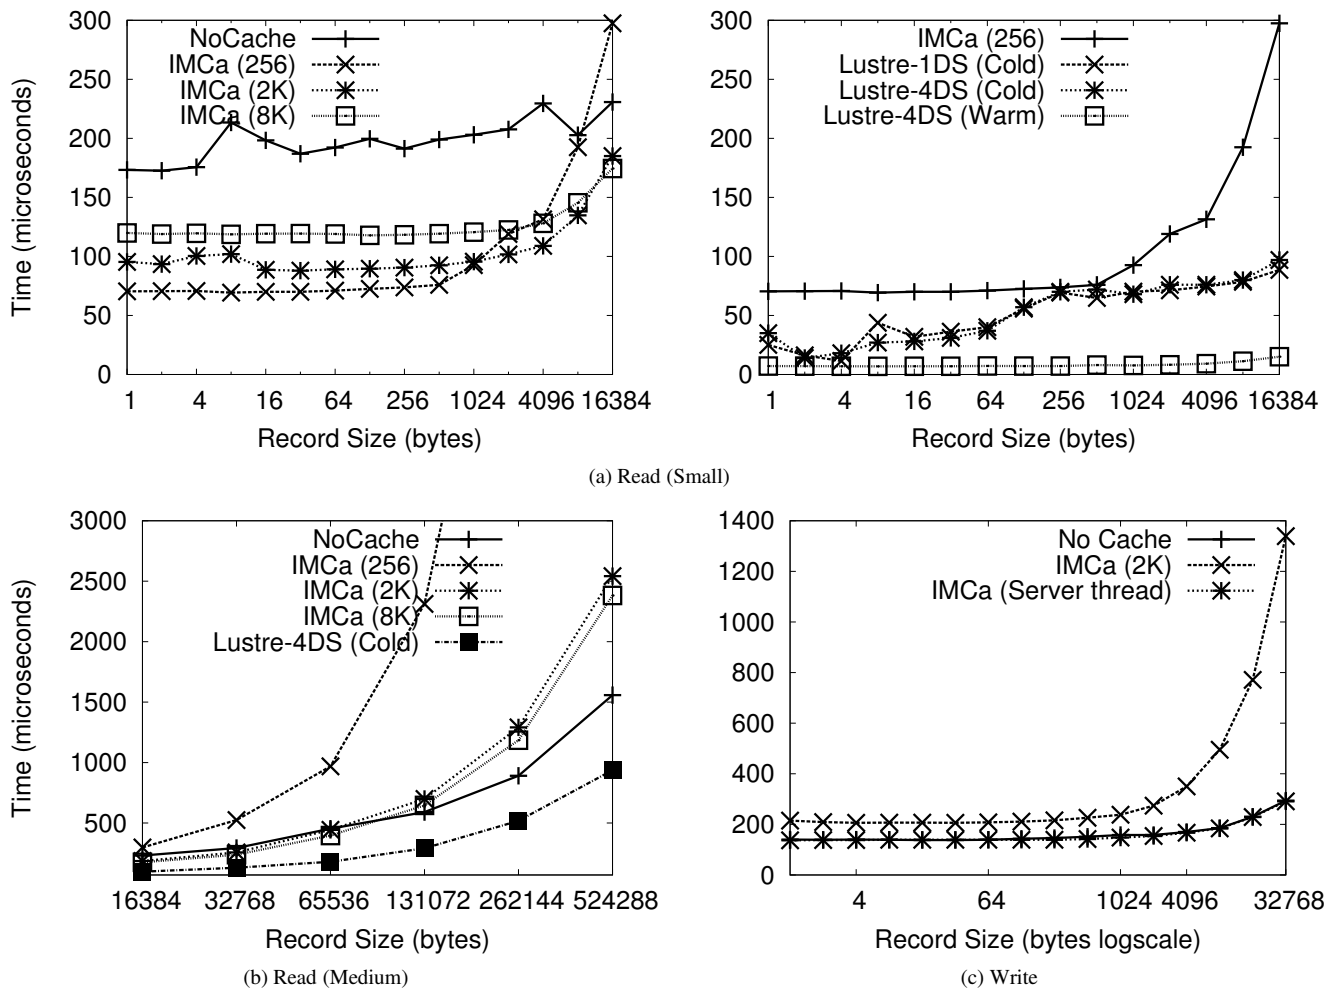 300
250
200
150
100
50
0
Time (microseconds)
NoCache
IMCa (256)
IMCa (2K)
IMCa (8K)
1 4 16 64 256 1024 4096 16384
Record Size (bytes)
300
250
200
150
100
50
0
IMCa (256)
Lustre-1DS (Cold)
Lustre-4DS (Cold)
Lustre-4DS (Warm)
1 4 16 64 256 1024 4096 16384
Record Size (bytes)
(a) Read (Small)
3000
2500
2000
1500
1000
500
Time (microseconds)
NoCache
IMCa (256)
IMCa (2K)
IMCa (8K)
Lustre-4DS (Cold)
16384 32768 65536 131072 262144 524288
Record Size (bytes)
(b) Read (Medium)
1400
1200
1000
800
600
400
200
0
No Cache
IMCa (2K)
IMCa (Server thread)
4 64 1024 4096 32768
Record Size (bytes logscale)
(c) Write